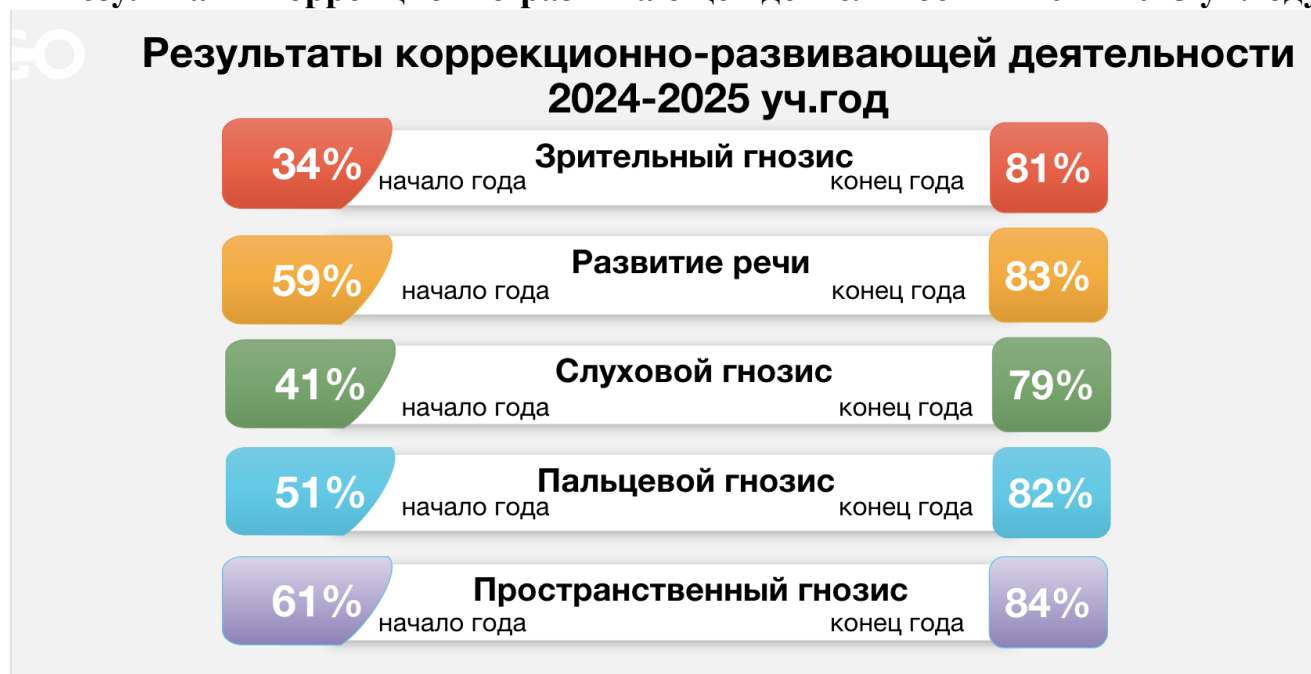 Результаты коррекционно-развивающей деятельности
2024-2025 уч.год
34% Зрительный гнозис 81%
начало года конец года
Развитие речи
59% начало года конец года 83%
Слуховой гнозис
41% начало года конец года 79%
Пальцевой гнозис
51% начало года конец года 82%
Пространственный гнозис
61% начало года конец года 84%